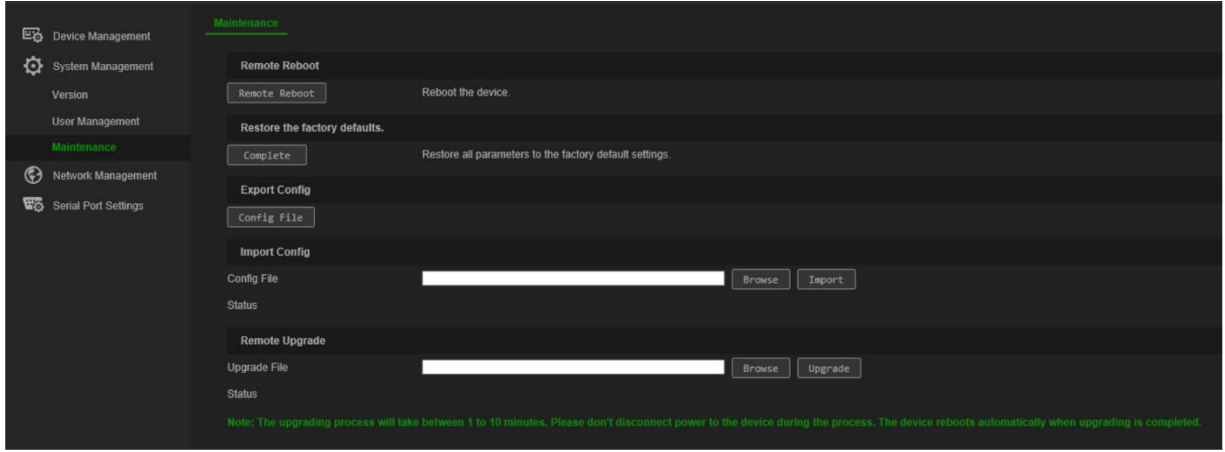 Device Management
System Management
Version
User Management
Maintenance
Network Management
Serial Port Settings
Maintenance
Remote Reboot
Remote Reboot Reboot the device.
Restore the factory defaults.
Complete Restore all parameters to the factory default settings.
Export Config
Config File
Import Config
Config File Browse Import
Status
Remote Upgrade
Upgrade File Browse Upgrade
Status
Note: The upgrading process will take between 1 to 10 minutes. Please don't disconnect power to the device during the process. The device reboots automatically when upgrading is completed.